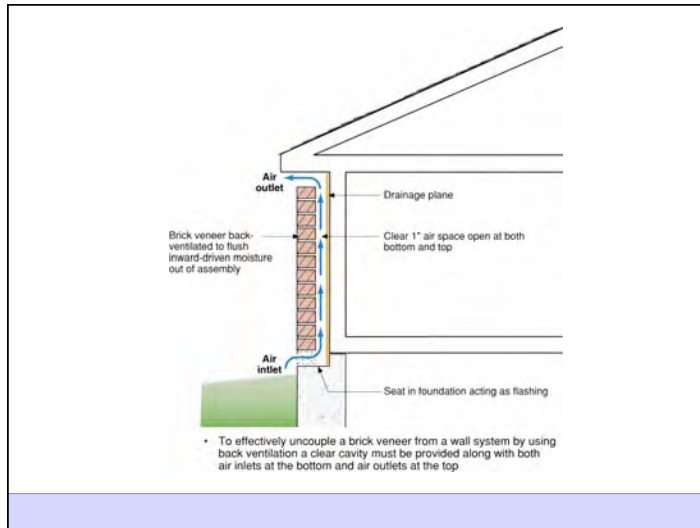 Air
outlet
Drainage plane
Brick veneer back-
ventilated to flush
inward-driven moisture
out of assembly
Clear 1" air space open at both
bottom and top
Air
intlet
Seat in foundation acting as flashing
• To effectively uncouple a brick veneer from a wall system by using
back ventilation a clear cavity must be provided along with both
air inlets at the bottom and air outlets at the top